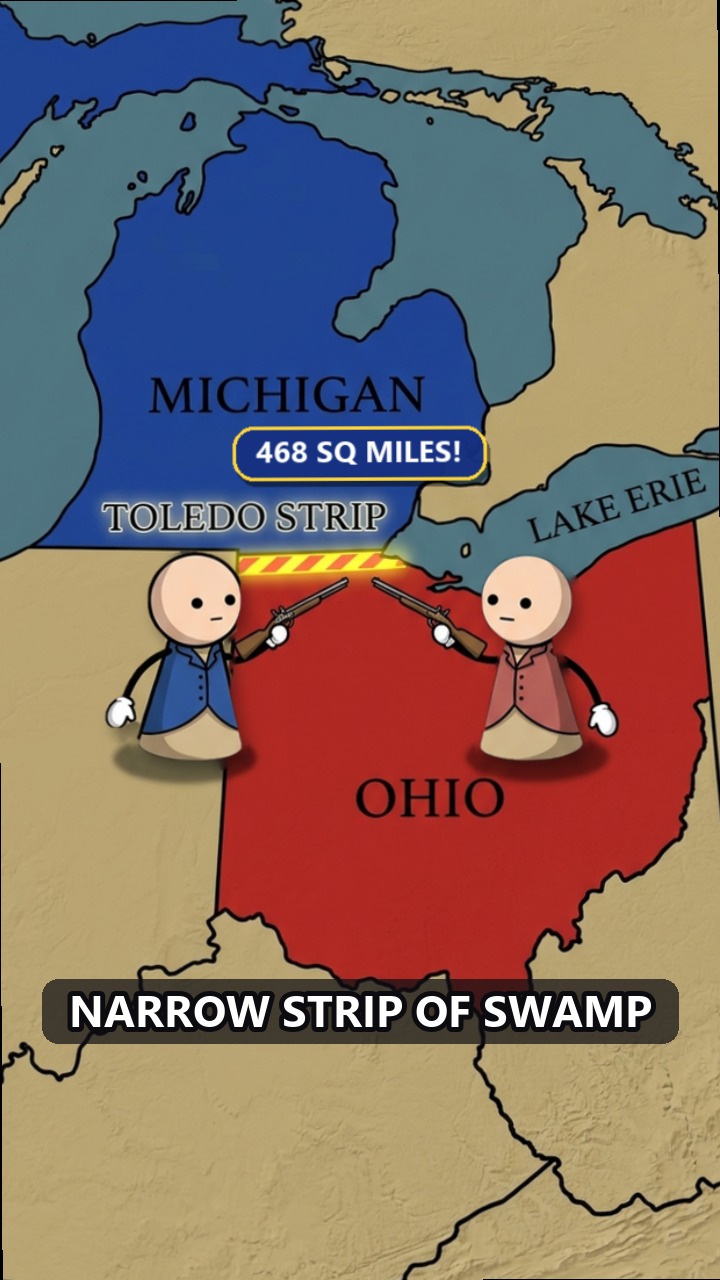 MICHIGAN
468 SQ MILES!
TOLEDO STRIP
LAKE ERIE
OHIO
NARROW STRIP OF SWAMP